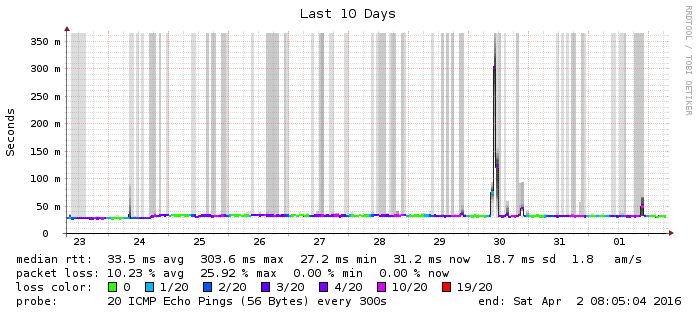 Last 10 Days
RRDTOOL / TOBI OETIKER
Seconds
350 m
300 m
250 m
200 m
150 m
100 m
50 m
0
23 24 25 26 27 28 29 30 31 01
median rtt: 33.5 ms avg 303.6 ms max 27.2 ms min 31.2 ms now 18.7 ms sd 1.8 am/s
packet loss: 10.23 % avg 25.92 % max 0.00 % min 0.00 % now
loss color: 0 1/20 2/20 3/20 4/20 10/20 19/20
probe: 20 ICMP Echo Pings (56 Bytes) every 300s end: Sat Apr 2 08:05:04 2016